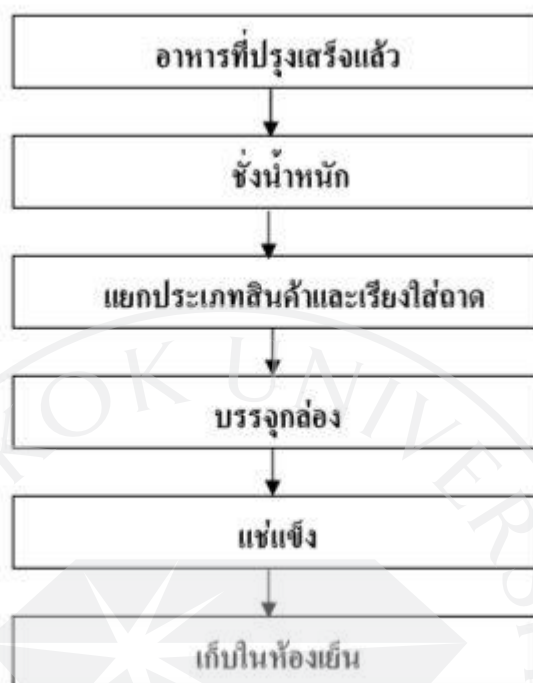 อาหารที่ปรุงเสร็จแล้ว
ชั่งน้ำหนัก
แยกประเภทสินค้าและเรียงใส่ถาด
บรรจุกล่อง
แช่แข็ง
เก็บในห้องเย็น